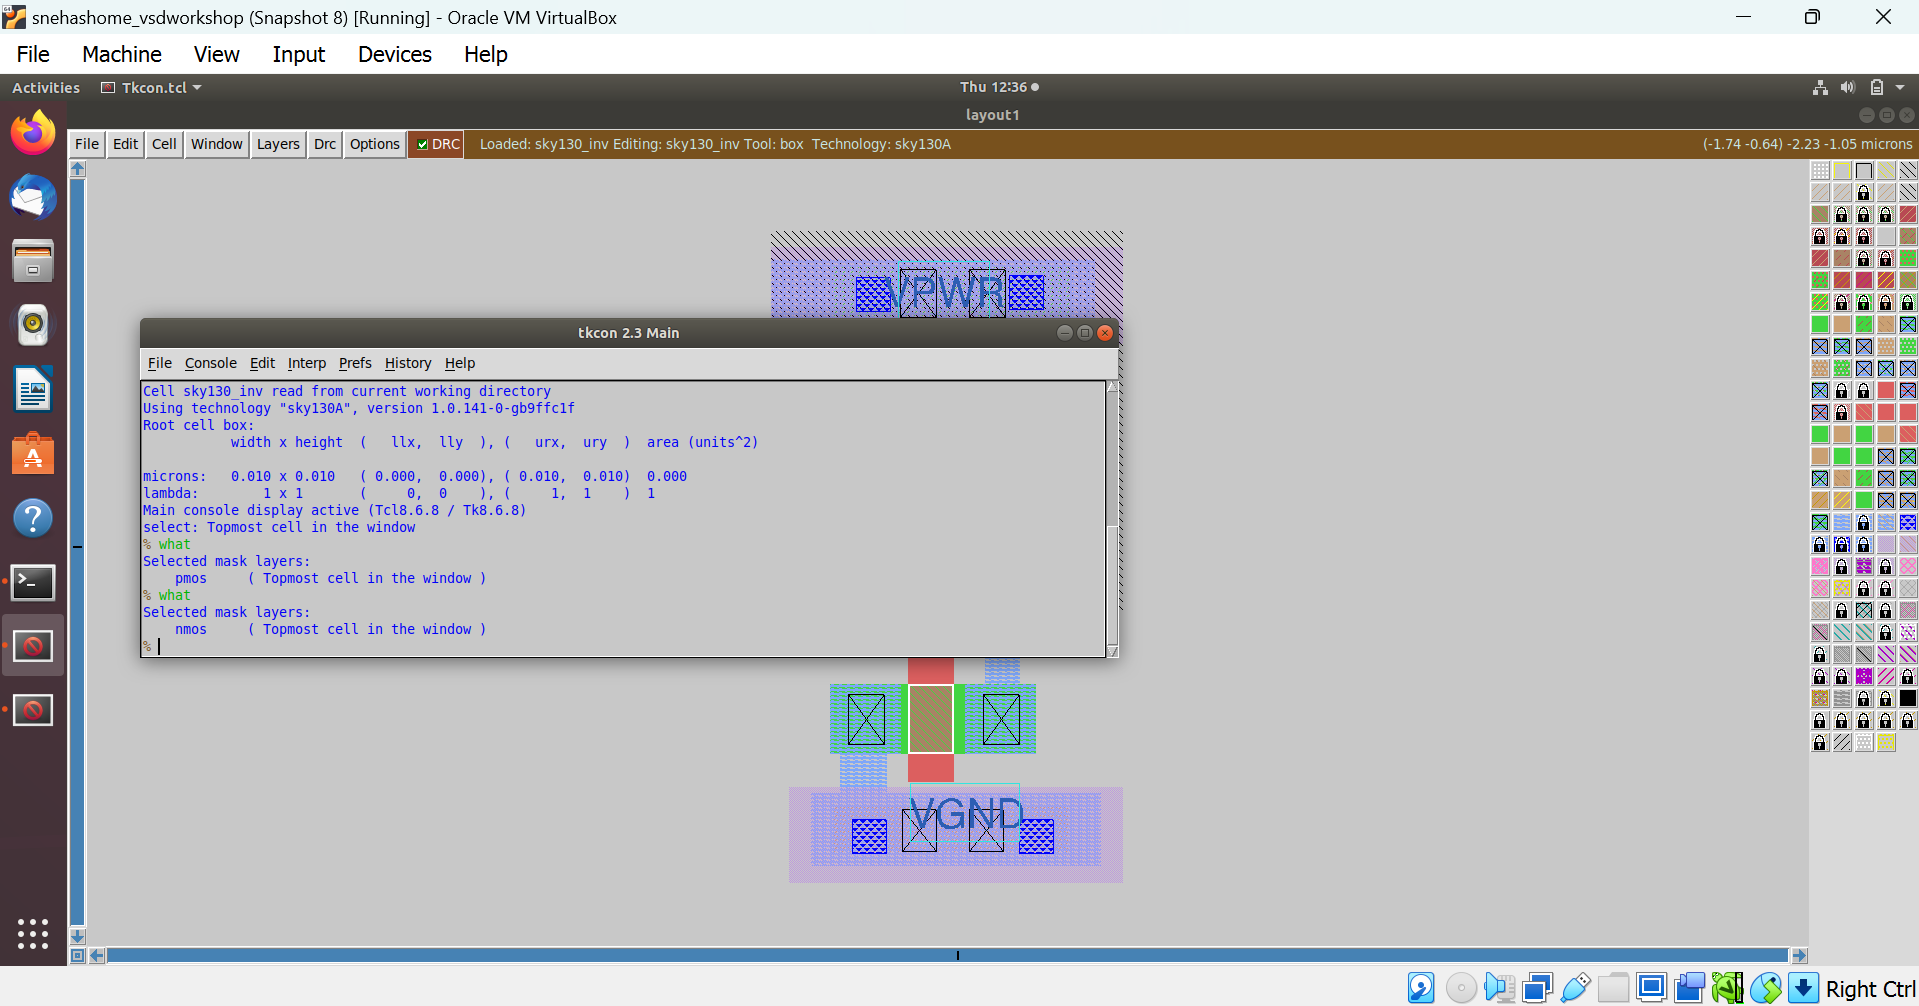 snehashome_vsdworkshop (Snapshot 8) [Running] - Oracle VM VirtualBox
File Machine View Input Devices Help
Activities Tkcon.tcl Thu 12:36
layout1
File Edit Cell Window Layers Drc Options DRC Loaded: sky130_inv Editing: sky130_inv Tool: box Technology: sky130A (-1.74 -0.64) -2.23 -1.05 microns
VPWR
tkcon 2.3 Main
File Console Edit Interp Prefs History Help
Cell sky130_inv read from current working directory
Using technology "sky130A", version 1.0.141-0-gb9ffc1f
Root cell box:
width x height ( llx, lly ), ( urx, ury ) area (units^2)
microns: 0.010 x 0.010 ( 0.000, 0.000), ( 0.010, 0.010) 0.000
lambda: 1 x 1 ( 0, 0 ), ( 1, 1 ) 1
Main console display active (Tcl8.6.8 / Tk8.6.8)
select: Topmost cell in the window
% what
Selected mask layers:
pmos ( Topmost cell in the window )
% what
Selected mask layers:
nmos ( Topmost cell in the window )
%
VGND
Right Ctrl